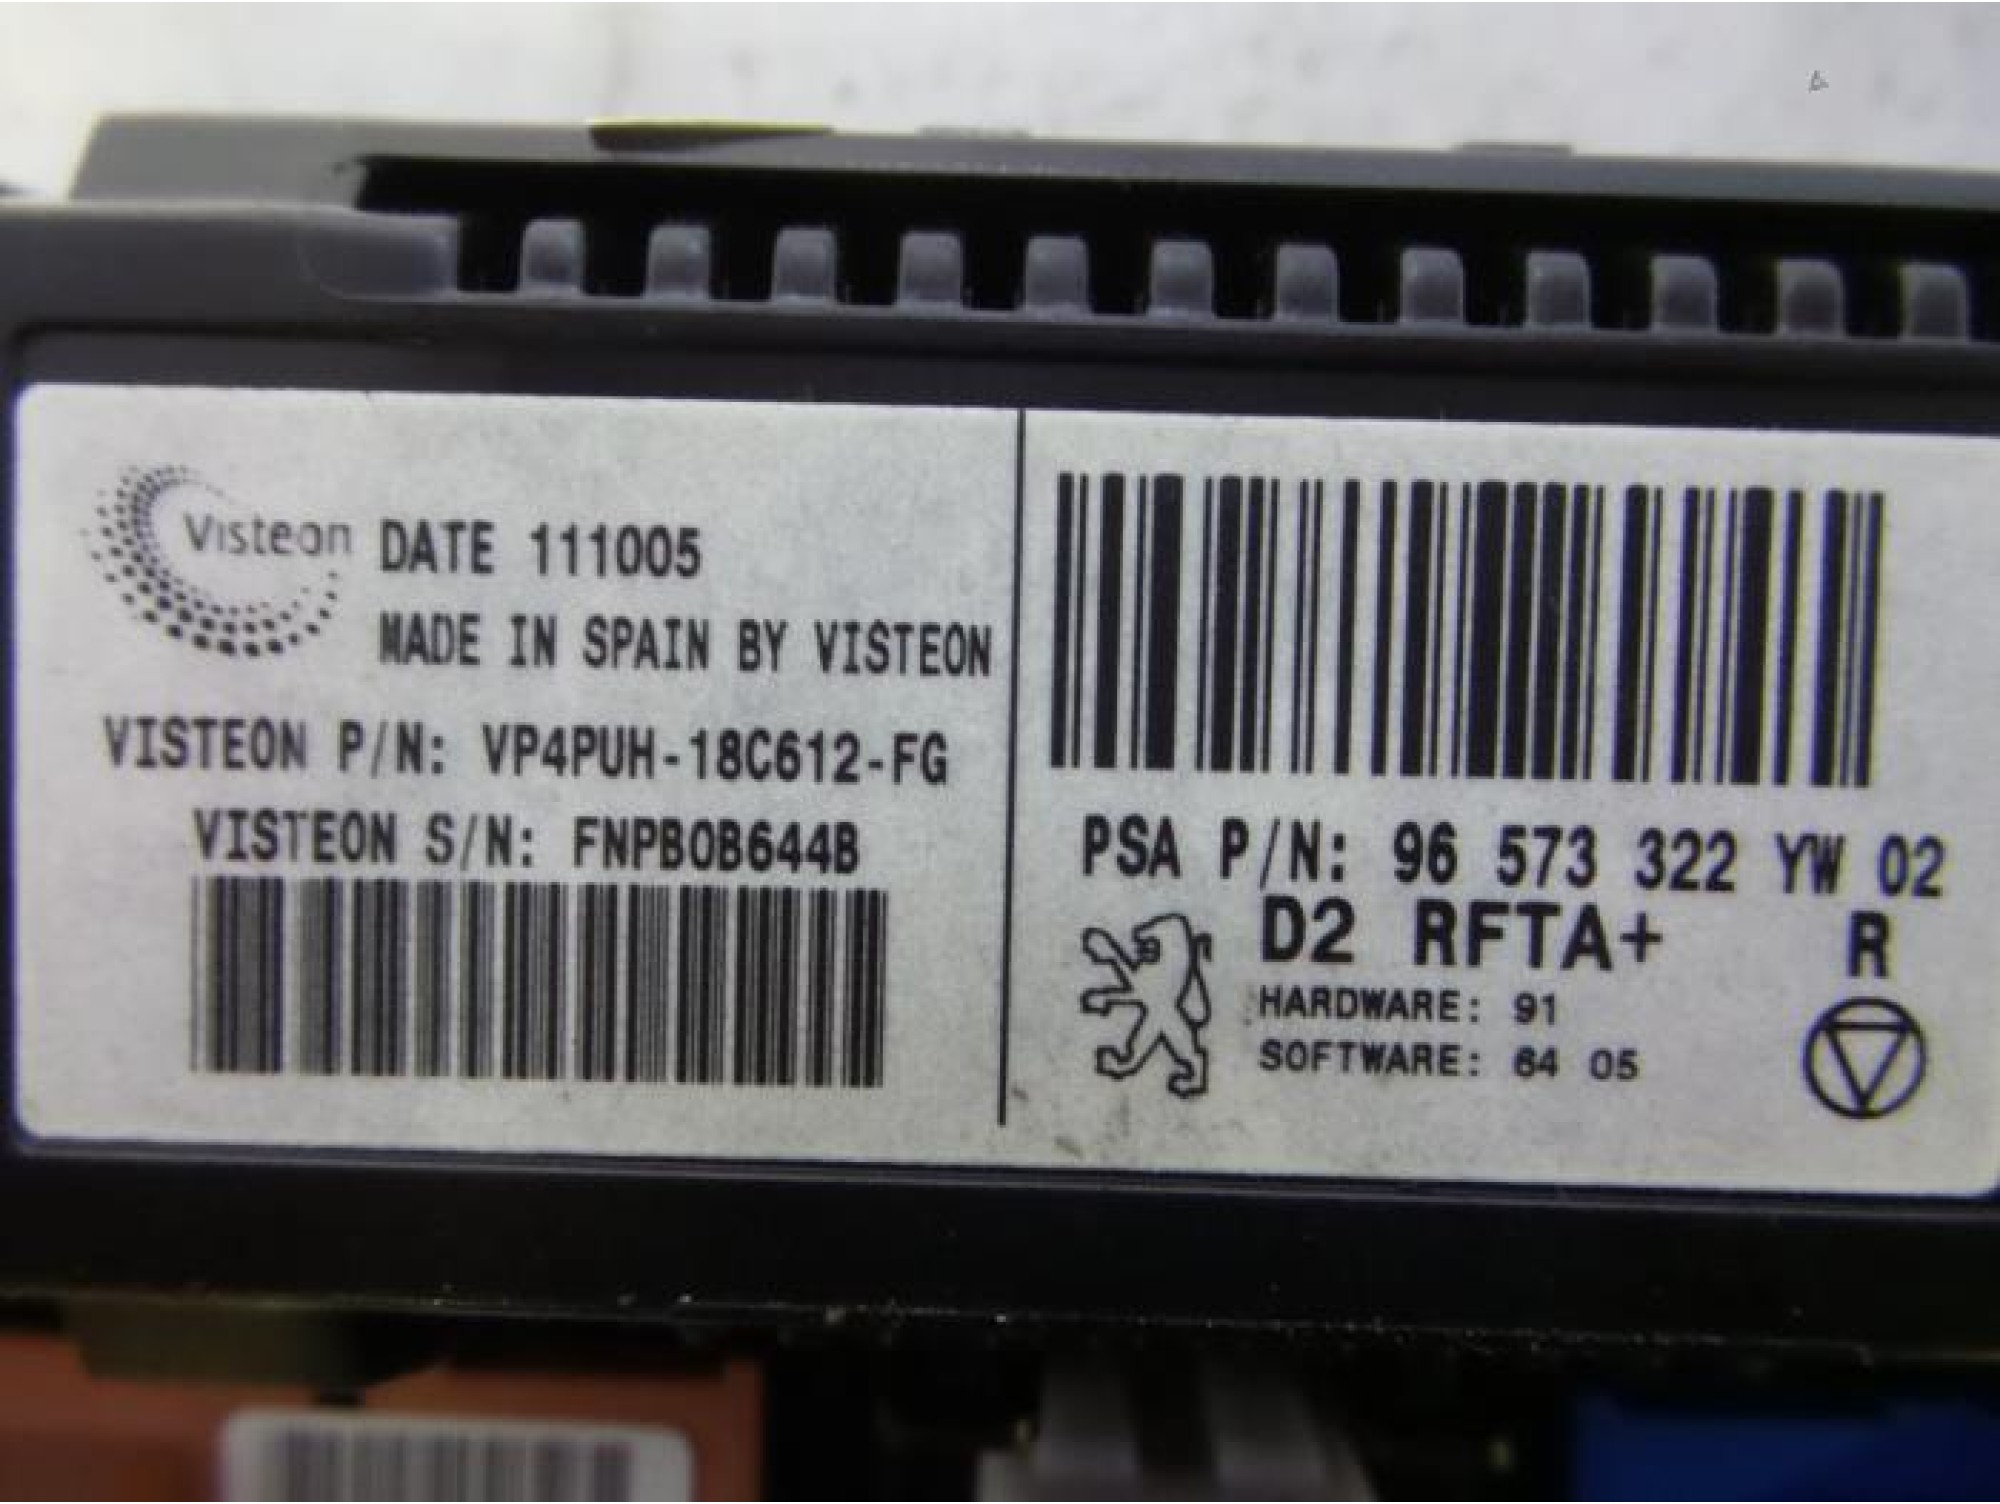 Visteon DATE 111005
MADE IN SPAIN BY VISTEON
VISTEON P/N: VP4PUH-18C612-FG
VISTEON S/N: FNPB0B644B
PSA P/N: 96 573 322 YW 02
D2 RFTA+ R
HARDWARE: 91
SOFTWARE: 64 05